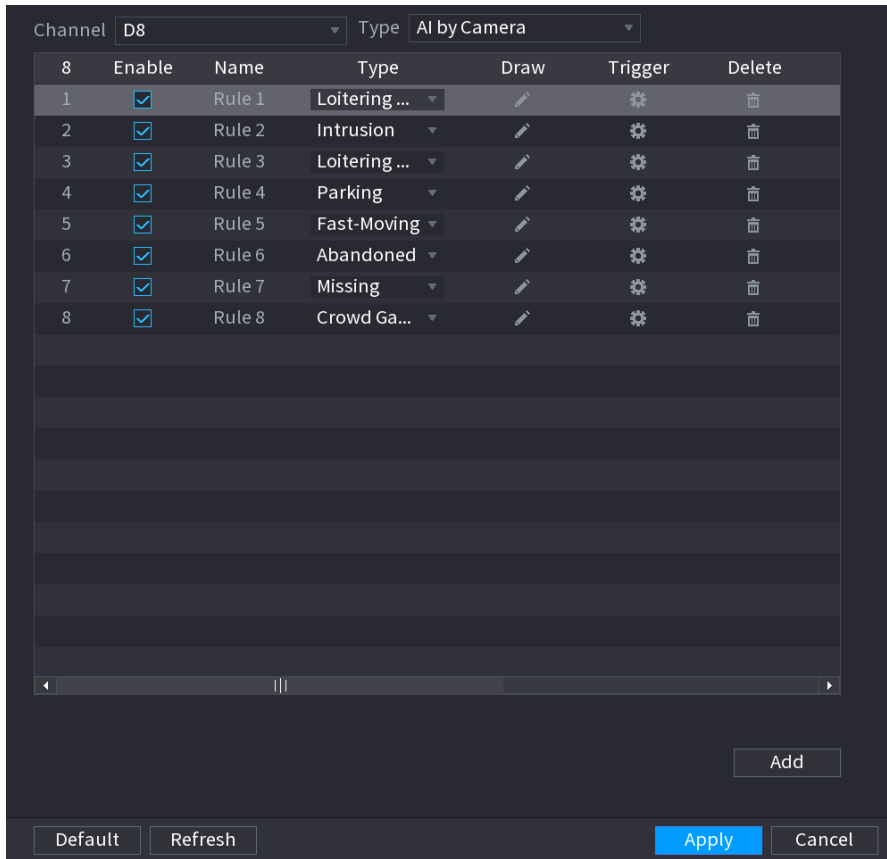 Channel D8 Type AI by Camera
8 Enable Name Type Draw Trigger Delete
1 Rule 1 Loitering ...
2 Rule 2 Intrusion
3 Rule 3 Loitering ...
4 Rule 4 Parking
5 Rule 5 Fast-Moving
6 Rule 6 Abandoned
7 Rule 7 Missing
8 Rule 8 Crowd Ga...
Add
Default Refresh Apply Cancel